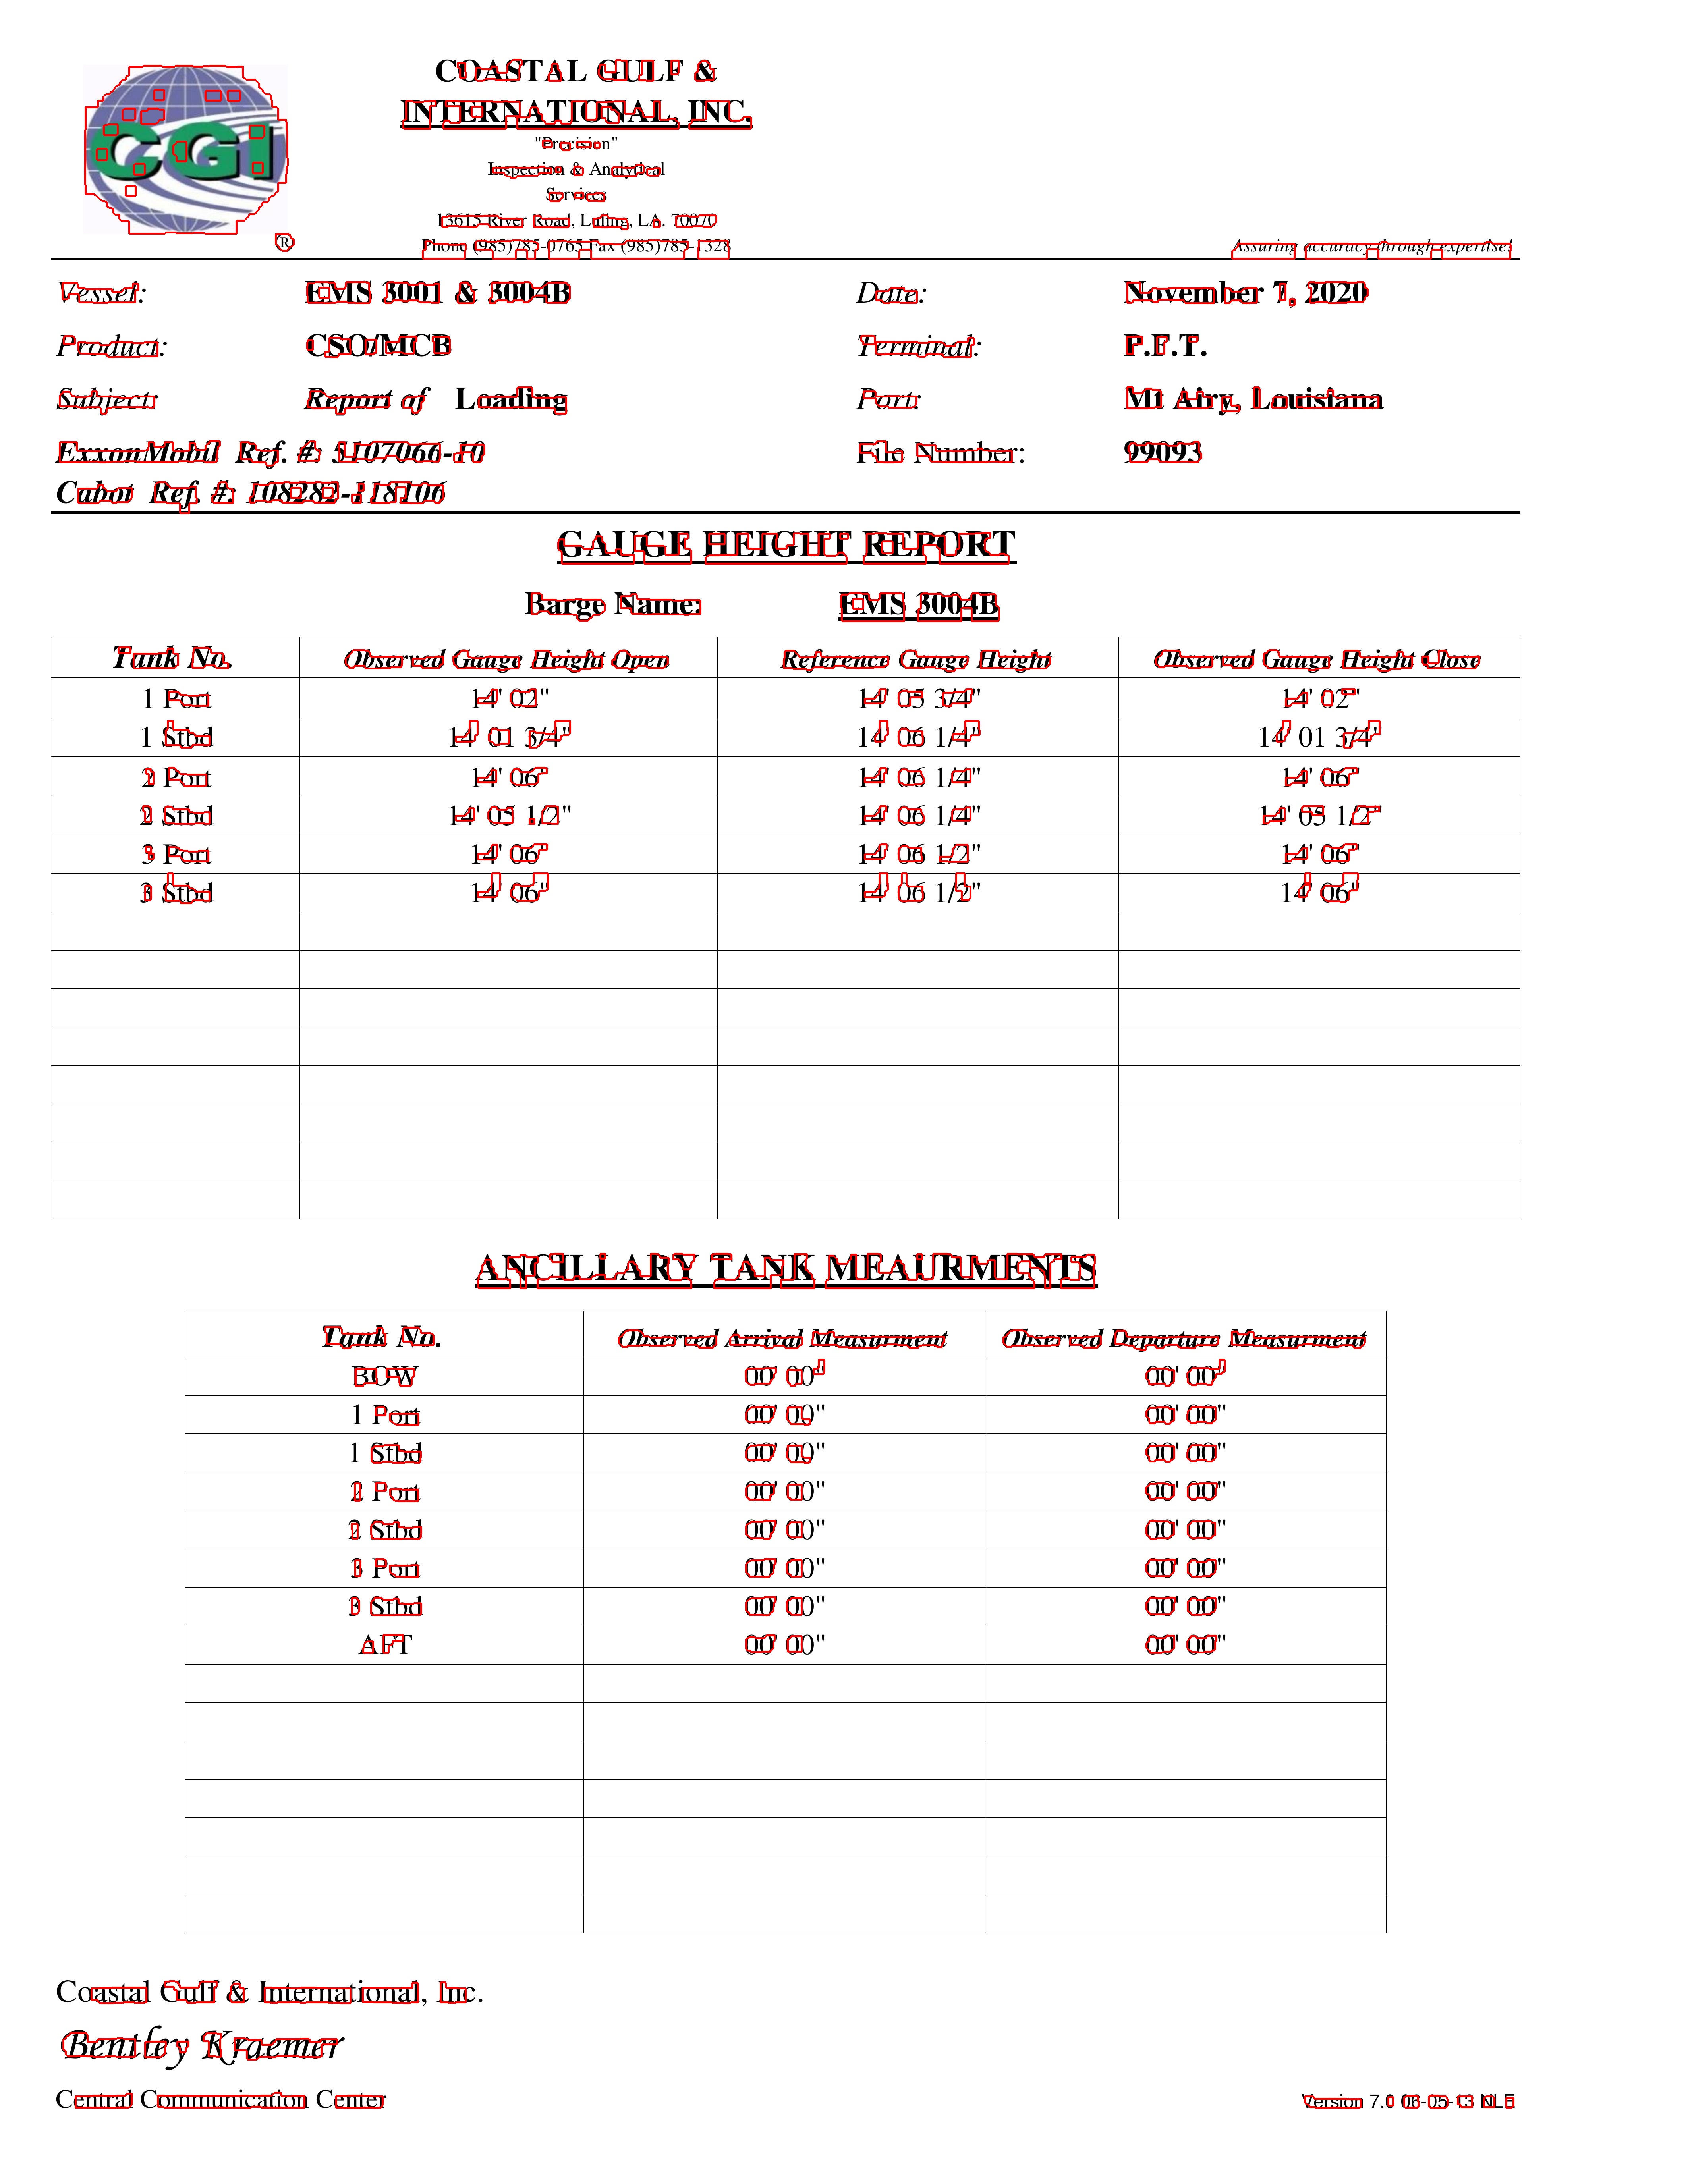 CGI
®
COASTAL GULF &
INTERNATIONAL, INC.
"Precision"
Inspection & Analytical
Services
13615 River Road, Luling, LA. 70070
Phone (985)785-0765 Fax (985)785-1328
Assuring accuracy through expertise!
Vessel: EMS 3001 & 3004B Date: November 7, 2020
Product: CSO/MCB Terminal: P.F.T.
Subject: Report of Loading Port: Mt Airy, Louisiana
ExxonMobil Ref. #: 5107066-10 File Number: 99093
Cabot Ref. #: 108282-118106
GAUGE HEIGHT REPORT
Barge Name: EMS 3004B
Tank No. Observed Gauge Height Open Reference Gauge Height Observed Gauge Height Close
1 Port 14' 02" 14' 05 3/4" 14' 02"
1 Stbd 14' 01 3/4" 14' 06 1/4" 14' 01 3/4"
2 Port 14' 06" 14' 06 1/4" 14' 06"
2 Stbd 14' 05 1/2" 14' 06 1/4" 14' 05 1/2"
3 Port 14' 06" 14' 06 1/2" 14' 06"
3 Stbd 14' 06" 14' 06 1/2" 14' 06"
ANCILLARY TANK MEAURMENTS
Tank No. Observed Arrival Measurment Observed Departure Measurment
BOW 00' 00" 00' 00"
1 Port 00' 00" 00' 00"
1 Stbd 00' 00" 00' 00"
2 Port 00' 00" 00' 00"
2 Stbd 00' 00" 00' 00"
3 Port 00' 00" 00' 00"
3 Stbd 00' 00" 00' 00"
AFT 00' 00" 00' 00"
Coastal Gulf & International, Inc.
Bentley Kraemer
Central Communication Center
Version 7.0 06-05-13 NLE